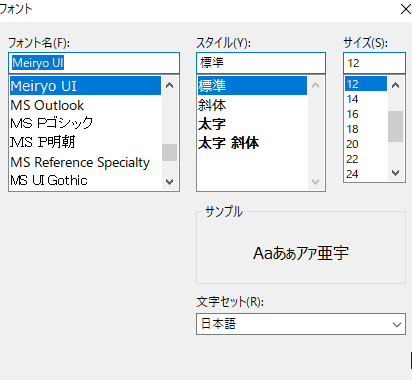 フォント
フォント名(F):
Meiryo UI
Meiryo UI
MS Outlook
ＭＳ Ｐゴシック
ＭＳ Ｐ明朝
MS Reference Specialty
MS UI Gothic
スタイル(Y):
標準
標準
斜体
太字
太字 斜体
サイズ(S):
12
12
14
16
18
20
22
24
サンプル
Aaあぁアァ亜宇
文字セット(R):
日本語